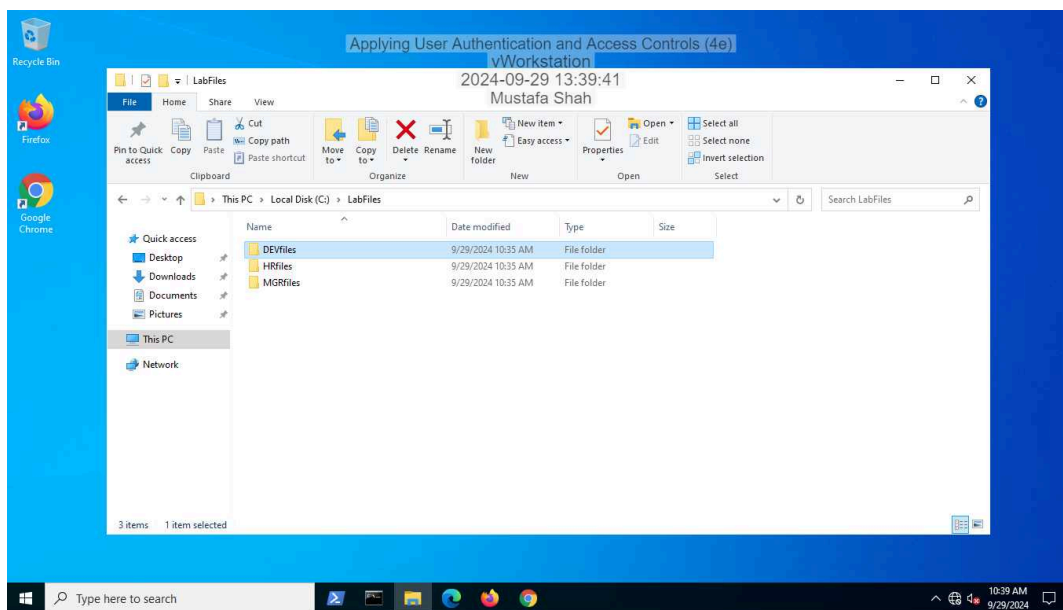 Recycle Bin
Firefox
Google
Chrome
Applying User Authentication and Access Controls (4e)
vWorkstation
2024-09-29 13:39:41
Mustafa Shah
LabFiles
File Home Share View
Pin to Quick access
Copy
Paste
Cut
Copy path
Paste shortcut
Clipboard
Move to
Copy to
Delete
Rename
Organize
New folder
New item
Easy access
New
Properties
Open
Edit
Open
Select all
Select none
Invert selection
Select
This PC > Local Disk (C:) > LabFiles
Search LabFiles
Quick access
Desktop
Downloads
Documents
Pictures
This PC
Network
Name Date modified Type Size
DEVfiles 9/29/2024 10:35 AM File folder
HRfiles 9/29/2024 10:35 AM File folder
MGRfiles 9/29/2024 10:35 AM File folder
3 items 1 item selected
Type here to search
10:39 AM
9/29/2024